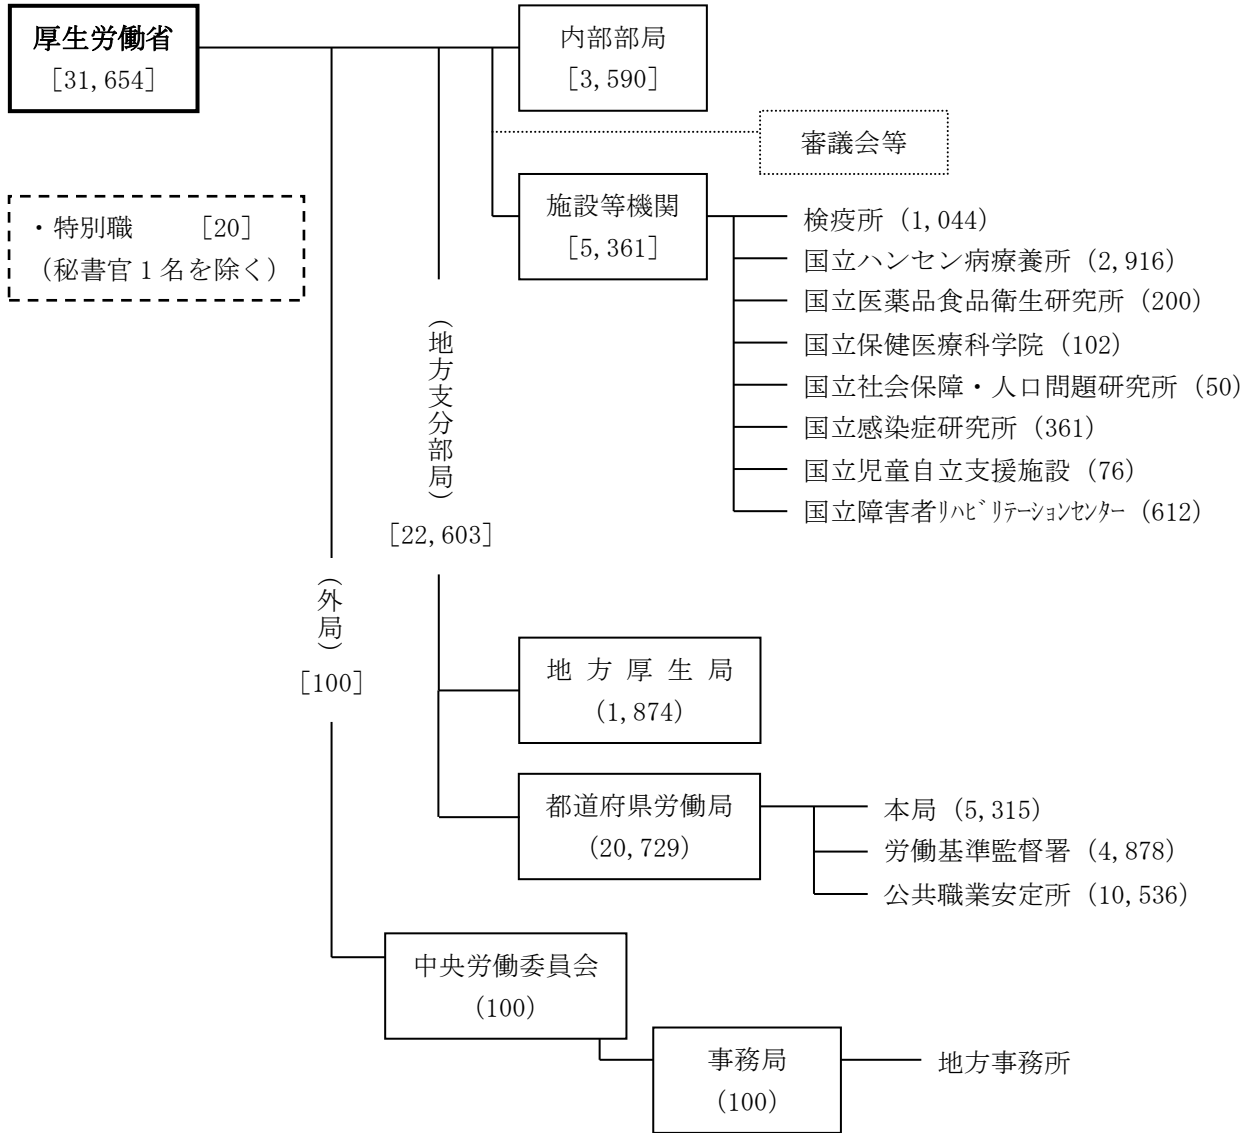 厚生労働省
[31,654]
内部部局
[3,590]
審議会等
・特別職 [20]
（秘書官1名を除く）
施設等機関
[5,361]
検疫所 (1,044)
国立ハンセン病療養所 (2,916)
国立医薬品食品衛生研究所 (200)
国立保健医療科学院 (102)
国立社会保障・人口問題研究所 (50)
国立感染症研究所 (361)
国立児童自立支援施設 (76)
国立障害者ﾘﾊﾋﾞﾘﾃｰｼｮﾝｾﾝﾀｰ (612)
（地方支分部局）
[22,603]
（外局）
[100]
地方厚生局
(1,874)
都道府県労働局
(20,729)
本局 (5,315)
労働基準監督署 (4,878)
公共職業安定所 (10,536)
中央労働委員会
(100)
事務局
(100)
地方事務所